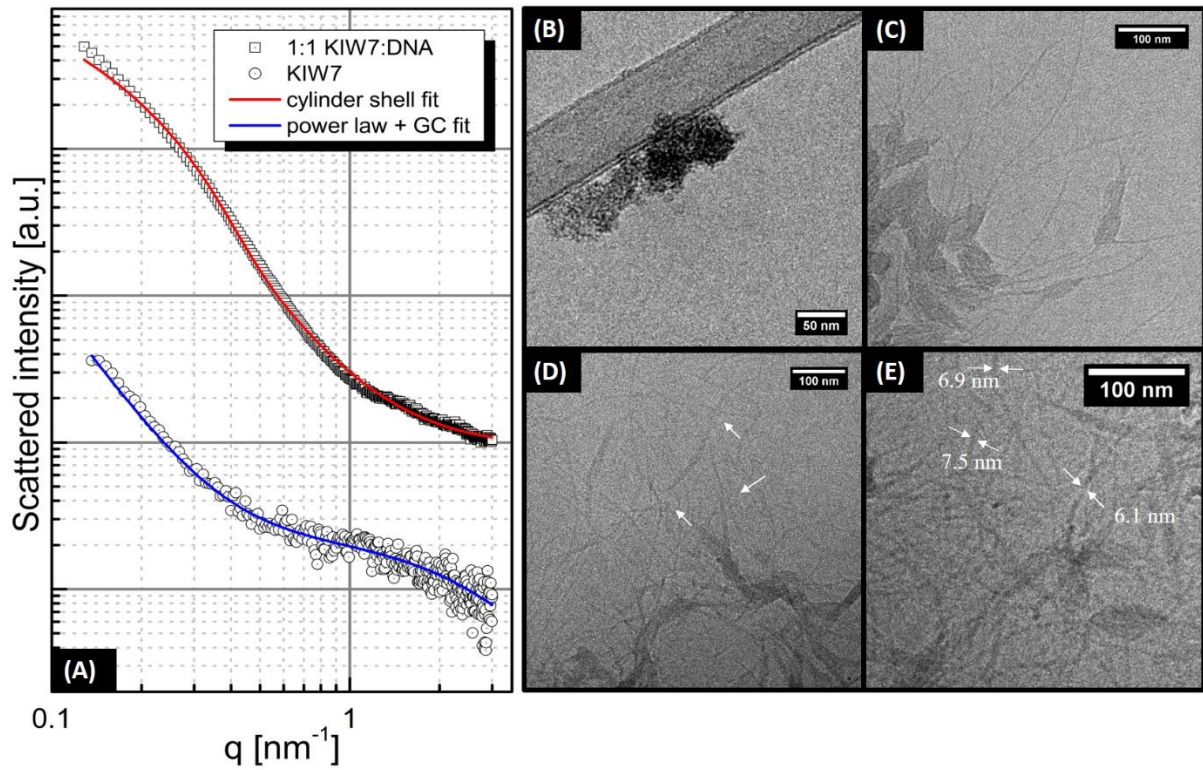 Scattered intensity [a.u.]
1:1 KIW7:DNA
KIW7
cylinder shell fit
power law + GC fit
(A)
0.1
1
q [nm⁻¹]
(B)
50 nm
(C)
100 nm
(D)
100 nm
(E)
100 nm
6.9 nm
7.5 nm
6.1 nm